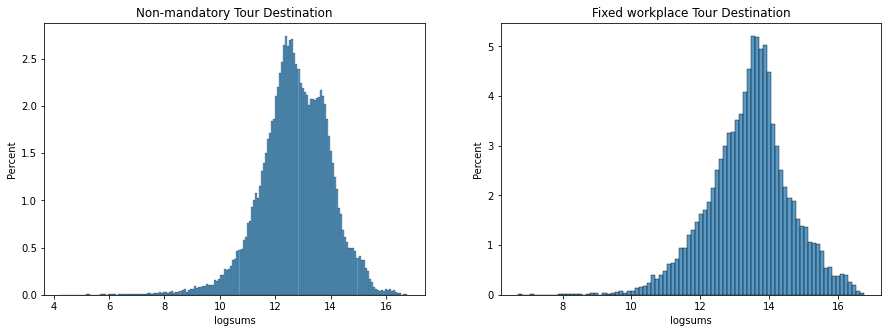 Non-mandatory Tour Destination
Percent
2.5
2.0
1.5
1.0
0.5
0.0
4 6 8 10 12 14 16
logsums
Fixed workplace Tour Destination
Percent
5
4
3
2
1
0
8 10 12 14 16
logsums